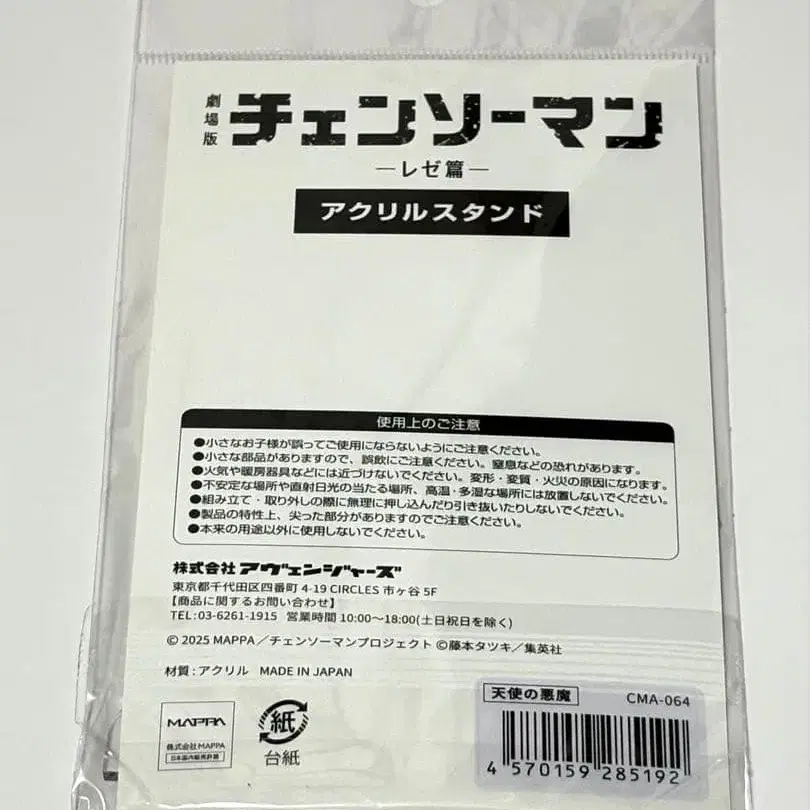 劇場版 チェンソーマン
―レゼ篇―
アクリルスタンド
使用上のご注意
●小さなお子様が誤ってご使用にならないようにご注意ください。
●小さな部品がありますので、誤飲にご注意ください。窒息などの恐れがあります。
●火気や暖房器具などには近づけないでください。変形・変質・火災の原因になります。
●不安定な場所や直射日光の当たる場所、高温・多湿な場所には放置しないでください。
●組み立て・取り外しの際に無理に押し込んだり引き抜いたりしないでください。
●製品の特性上、尖った部分がありますのでご注意ください。
●本来の用途以外に使用しないでください。
株式会社 アヴェンジャーズ
東京都千代田区四番町 4-19 CIRCLES 市ヶ谷 5F
【商品に関するお問い合わせ】
TEL:03-6261-1915 営業時間 10:00~18:00(土日祝日を除く)
© 2025 MAPPA／チェンソーマンプロジェクト ©藤本タツキ／集英社
材質:アクリル MADE IN JAPAN
天使の悪魔 CMA-064
MAPPA
株式会社MAPPA
日本国内販売許諾
紙
台紙
4 570159 285192